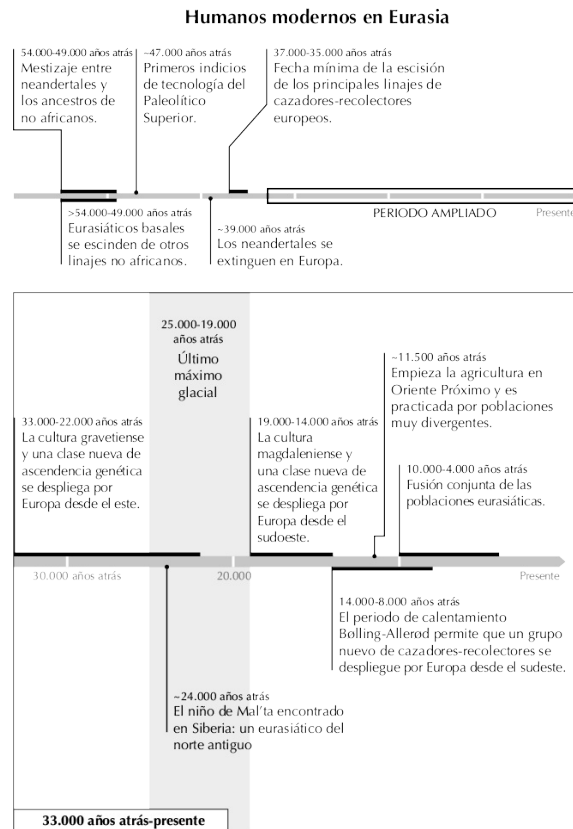 Humanos modernos en Eurasia
54.000-49.000 años atrás
Mestizaje entre
neandertales y
los ancestros de
no africanos.
~47.000 años atrás
Primeros indicios
de tecnología del
Paleolítico
Superior.
37.000-35.000 años atrás
Fecha mínima de la escisión
de los principales linajes de
cazadores-recolectores
europeos.
>54.000-49.000 años atrás
Eurasiáticos basales
se escinden de otros
linajes no africanos.
~39.000 años atrás
Los neandertales se
extinguen en Europa.
PERIODO AMPLIADO
Presente
25.000-19.000
años atrás
Último
máximo
glacial
~11.500 años atrás
Empieza la agricultura en
Oriente Próximo y es
practicada por poblaciones
muy divergentes.
33.000-22.000 años atrás
La cultura gravetiense
y una clase nueva de
ascendencia genética
se despliega por
Europa desde el este.
19.000-14.000 años atrás
La cultura
magdaleniense y
una clase nueva de
ascendencia genética
se despliega por
Europa desde el
sudoeste.
10.000-4.000 años atrás
Fusión conjunta de las
poblaciones eurasiáticas.
30.000 años atrás
20.000
Presente
14.000-8.000 años atrás
El periodo de calentamiento
Bølling-Allerød permite que un grupo
nuevo de cazadores-recolectores se
despliegue por Europa desde el sudeste.
~24.000 años atrás
El niño de Mal’ta encontrado
en Siberia: un eurasiático del
norte antiguo
33.000 años atrás-presente